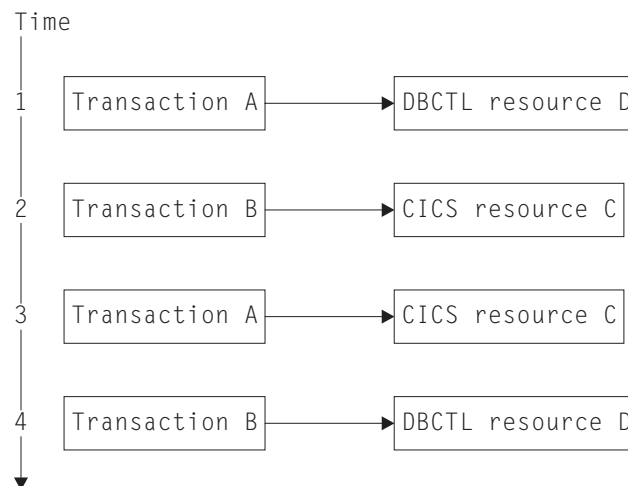 Time
1 Transaction A DBCTL resource D
2 Transaction B CICS resource C
3 Transaction A CICS resource C
4 Transaction B DBCTL resource D